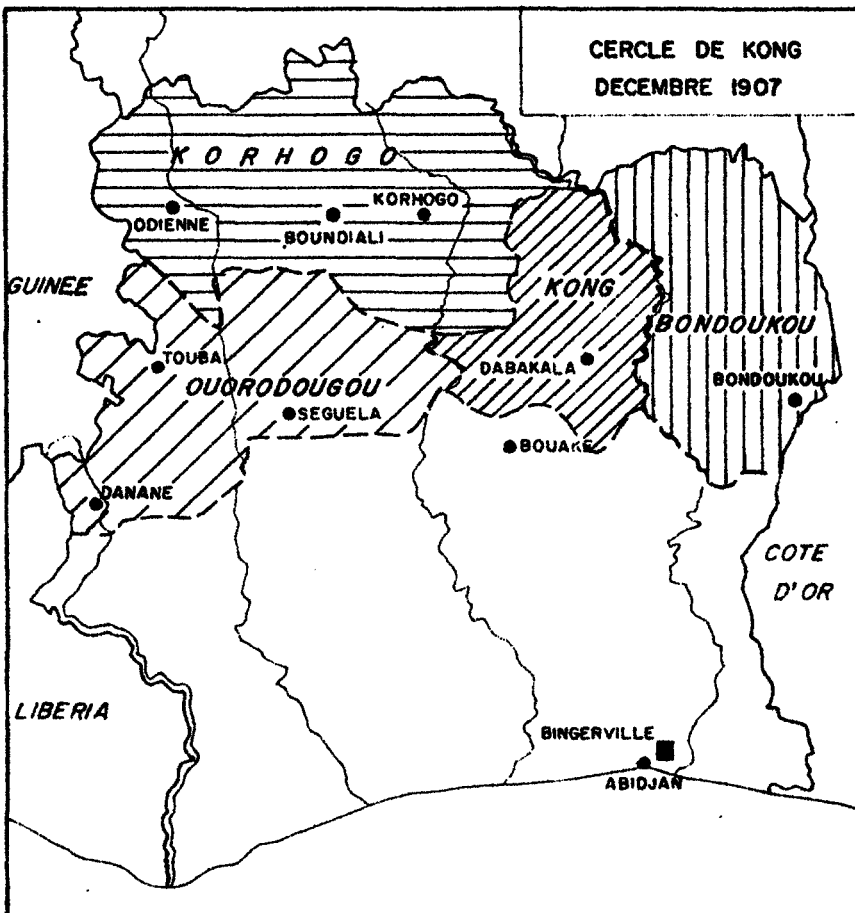 CERCLE DE KONG
DECEMBRE 1907
KORHOGO
KORHOGO
ODIENNE
BOUNDIALI
GUINEE
KONG
BONDOUKOU
TOUBA
DABAKALA
OUORODOUGOU
BONDOUKOU
SEGUELA
BOUAKE
DANANE
COTE
D'OR
LIBERIA
BINGERVILLE
ABIDJAN